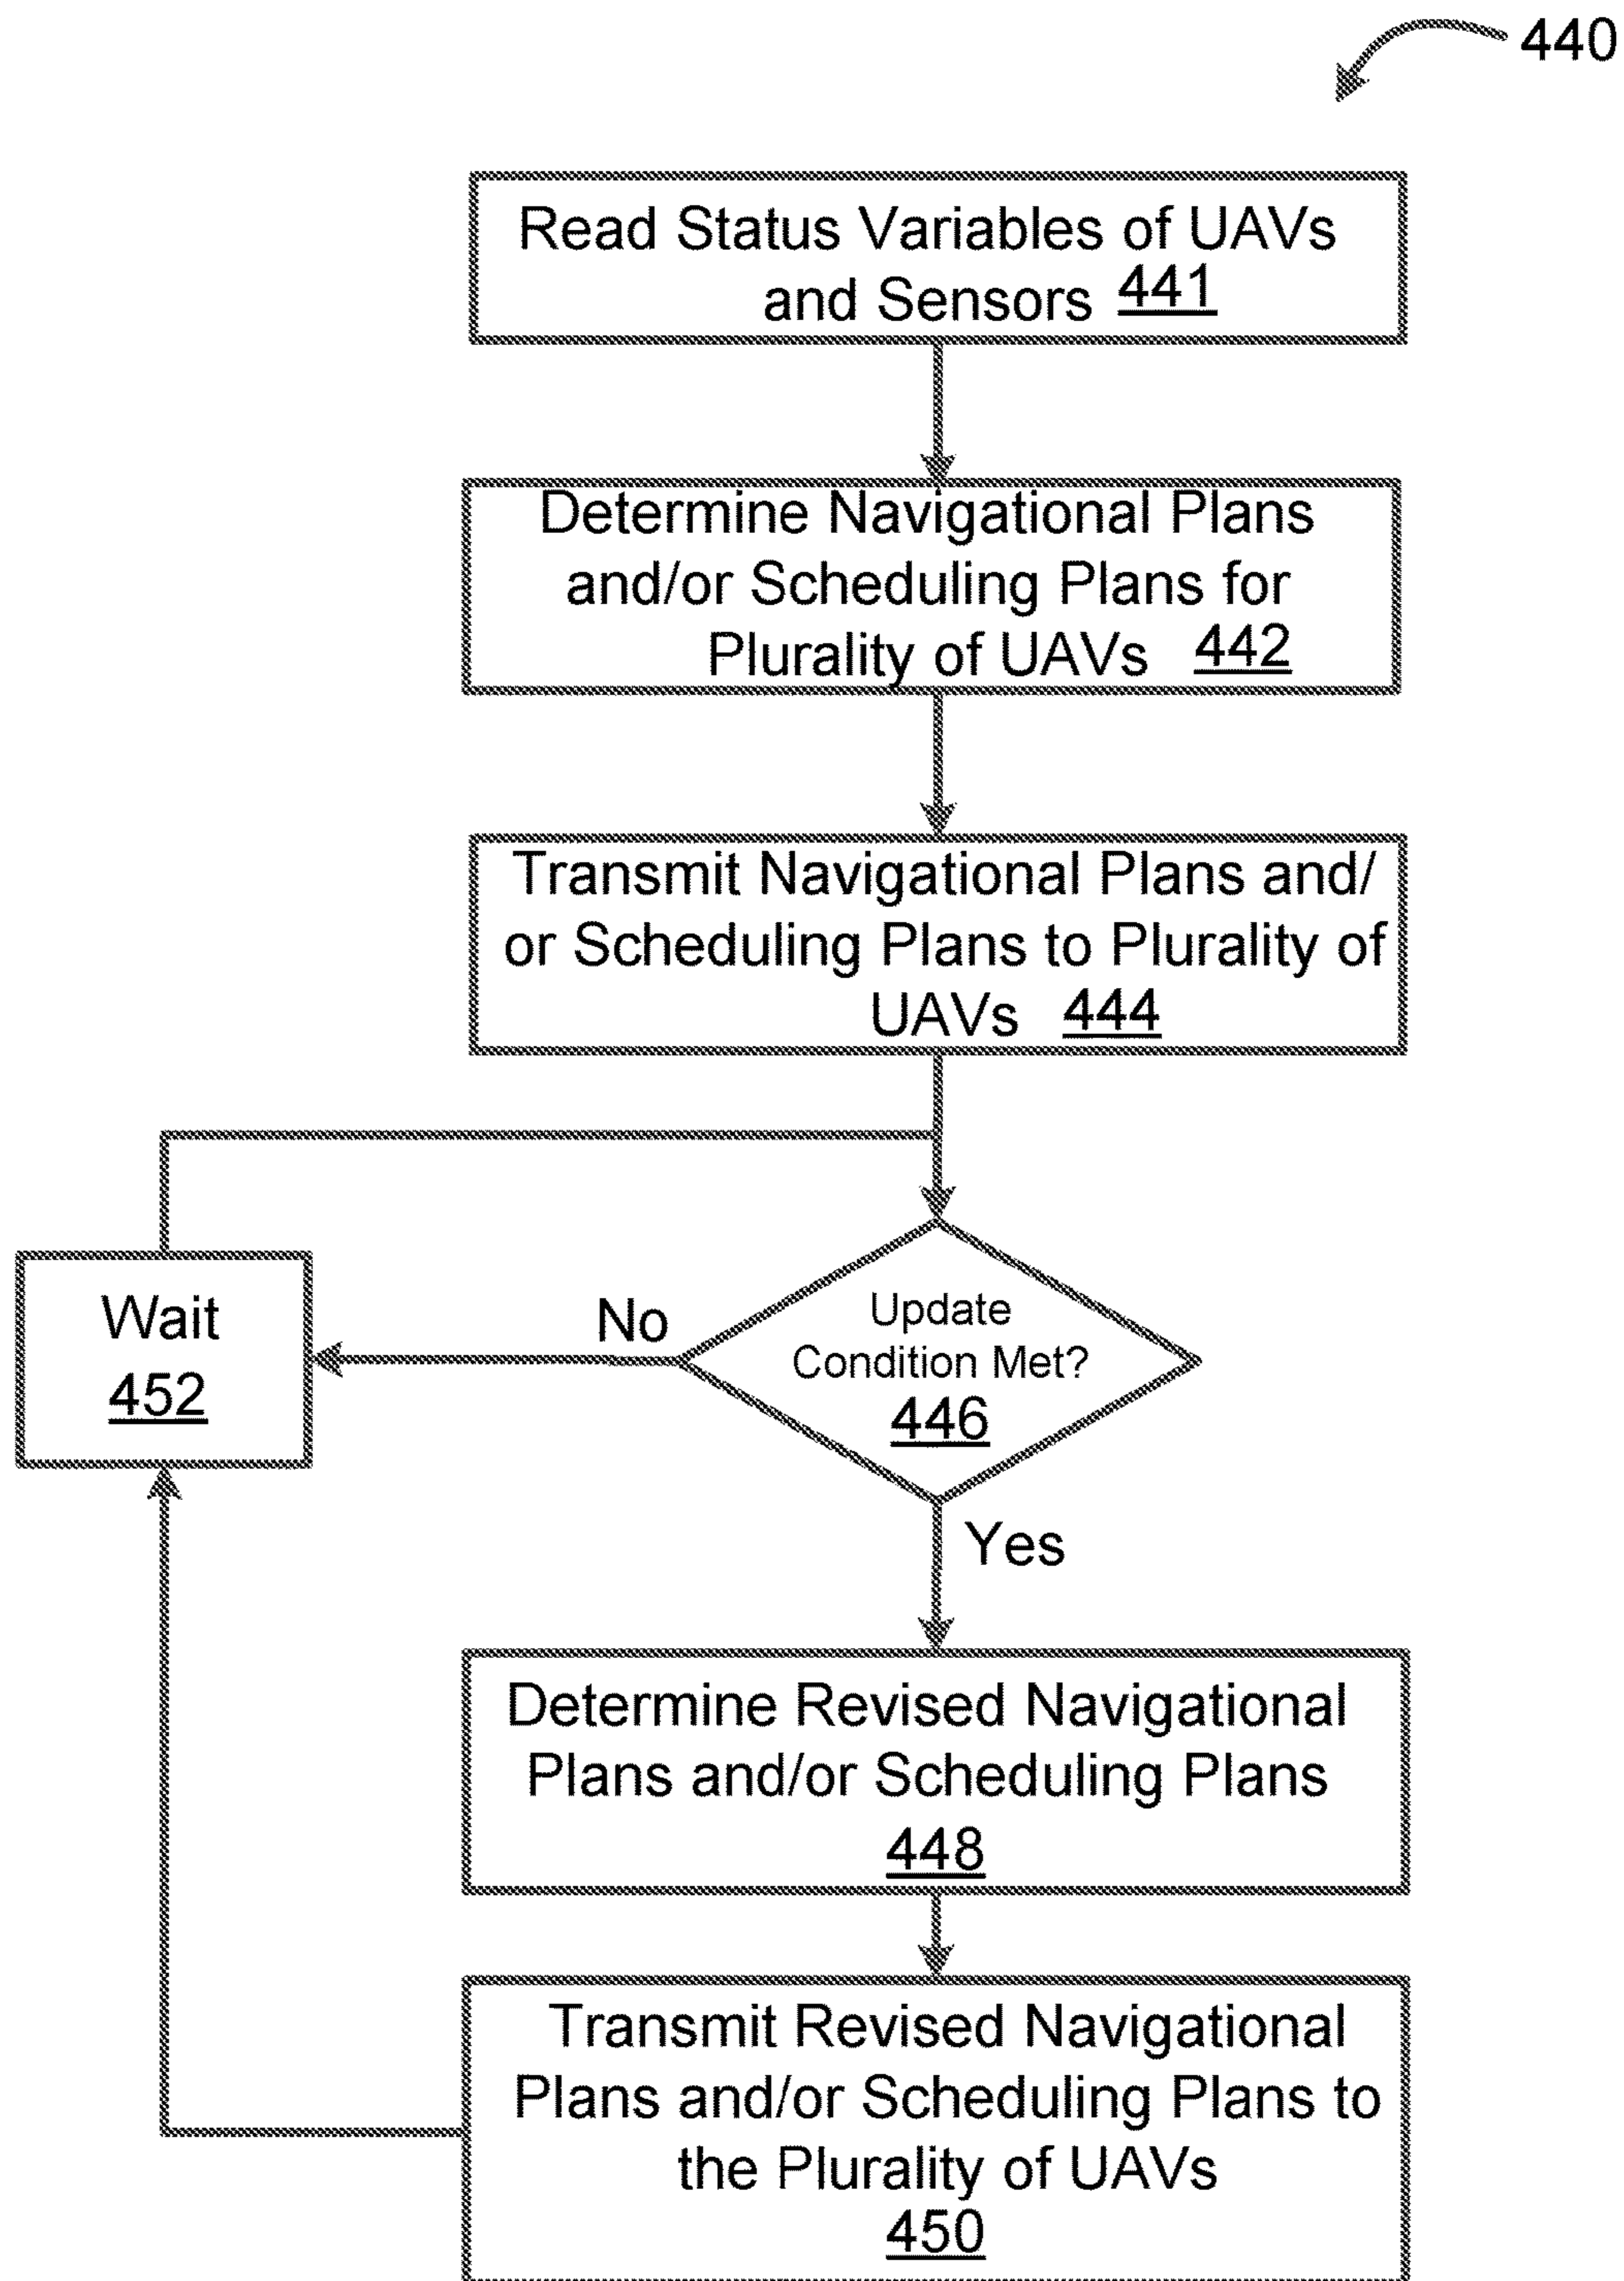 440
Read Status Variables of UAVs
and Sensors 441
Determine Navigational Plans
and/or Scheduling Plans for
Plurality of UAVs 442
Transmit Navigational Plans and/
or Scheduling Plans to Plurality of
UAVs 444
Wait
452
No
Update
Condition Met?
446
Yes
Determine Revised Navigational
Plans and/or Scheduling Plans
448
Transmit Revised Navigational
Plans and/or Scheduling Plans to
the Plurality of UAVs
450